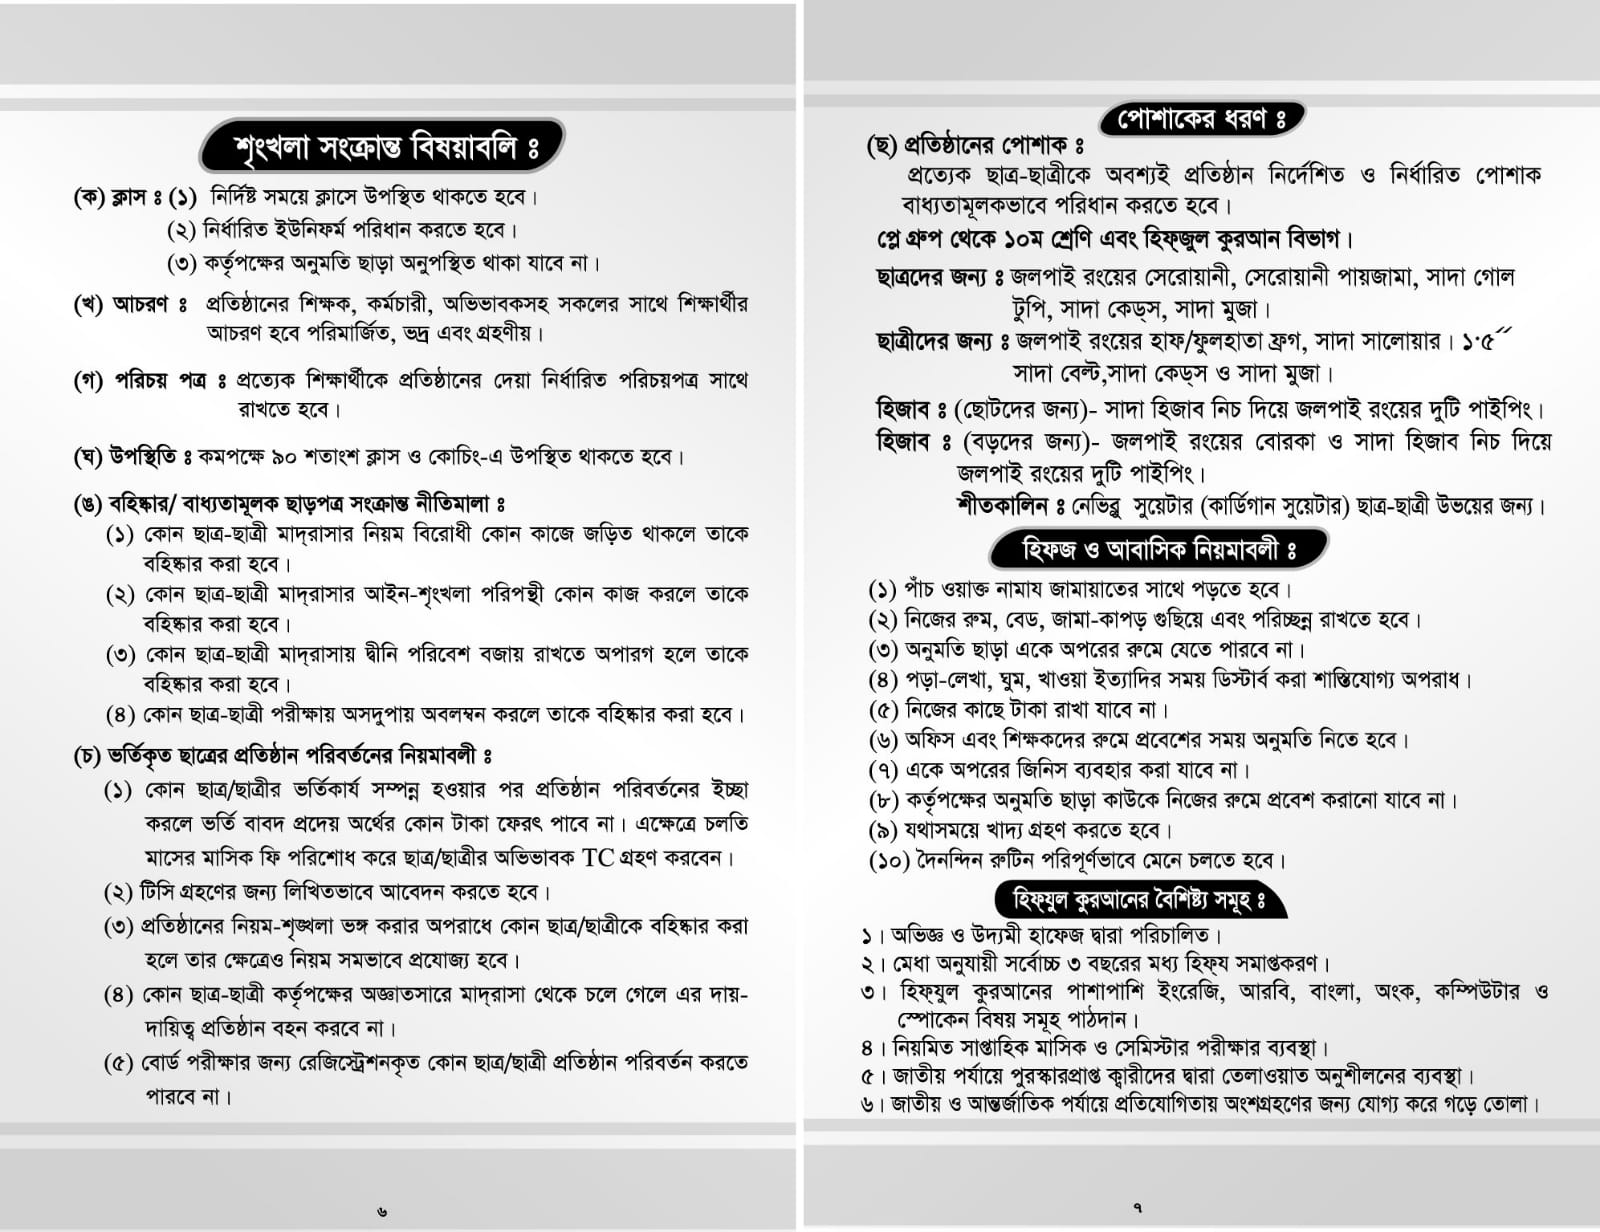 শৃংখলা সংক্রান্ত বিষয়াবলি ঃ
(ক) ক্লাস ঃ (১) নির্দিষ্ট সময়ে ক্লাসে উপস্থিত থাকতে হবে।
(২) নির্ধারিত ইউনিফর্ম পরিধান করতে হবে।
(৩) কর্তৃপক্ষের অনুমতি ছাড়া অনুপস্থিত থাকা যাবে না।
(খ) আচরণ ঃ প্রতিষ্ঠানের শিক্ষক, কর্মচারী, অভিভাবকসহ সকলের সাথে শিক্ষার্থীর
আচরণ হবে পরিমার্জিত, ভদ্র এবং গ্রহণীয়।
(গ) পরিচয় পত্র ঃ প্রত্যেক শিক্ষার্থীকে প্রতিষ্ঠানের দেয়া নির্ধারিত পরিচয়পত্র সাথে
রাখতে হবে।
(ঘ) উপস্থিতি ঃ কমপক্ষে ৯০ শতাংশ ক্লাস ও কোচিং-এ উপস্থিত থাকতে হবে।
(ঙ) বহিষ্কার/ বাধ্যতামূলক ছাড়পত্র সংক্রান্ত নীতিমালা ঃ
(১) কোন ছাত্র-ছাত্রী মাদ্‌রাসার নিয়ম বিরোধী কোন কাজে জড়িত থাকলে তাকে
বহিষ্কার করা হবে।
(২) কোন ছাত্র-ছাত্রী মাদ্‌রাসার আইন-শৃংখলা পরিপন্থী কোন কাজ করলে তাকে
বহিষ্কার করা হবে।
(৩) কোন ছাত্র-ছাত্রী মাদ্‌রাসায় দ্বীনি পরিবেশ বজায় রাখতে অপারগ হলে তাকে
বহিষ্কার করা হবে।
(৪) কোন ছাত্র-ছাত্রী পরীক্ষায় অসদুপায় অবলম্বন করলে তাকে বহিষ্কার করা হবে।
(চ) ভর্তিকৃত ছাত্রের প্রতিষ্ঠান পরিবর্তনের নিয়মাবলী ঃ
(১) কোন ছাত্র/ছাত্রীর ভর্তিকার্য সম্পন্ন হওয়ার পর প্রতিষ্ঠান পরিবর্তনের ইচ্ছা
করলে ভর্তি বাবদ প্রদেয় অর্থের কোন টাকা ফেরৎ পাবে না। এক্ষেত্রে চলতি
মাসের মাসিক ফি পরিশোধ করে ছাত্র/ছাত্রীর অভিভাবক TC গ্রহণ করবেন।
(২) টিসি গ্রহণের জন্য লিখিতভাবে আবেদন করতে হবে।
(৩) প্রতিষ্ঠানের নিয়ম-শৃঙ্খলা ভঙ্গ করার অপরাধে কোন ছাত্র/ছাত্রীকে বহিষ্কার করা
হলে তার ক্ষেত্রেও নিয়ম সমভাবে প্রযোজ্য হবে।
(৪) কোন ছাত্র-ছাত্রী কর্তৃপক্ষের অজ্ঞাতসারে মাদ্‌রাসা থেকে চলে গেলে এর দায়-
দায়িত্ব প্রতিষ্ঠান বহন করবে না।
(৫) বোর্ড পরীক্ষার জন্য রেজিস্ট্রেশনকৃত কোন ছাত্র/ছাত্রী প্রতিষ্ঠান পরিবর্তন করতে
পারবে না।
৬
পোশাকের ধরণ ঃ
(ছ) প্রতিষ্ঠানের পোশাক ঃ
প্রত্যেক ছাত্র-ছাত্রীকে অবশ্যই প্রতিষ্ঠান নির্দেশিত ও নির্ধারিত পোশাক
বাধ্যতামূলকভাবে পরিধান করতে হবে।
প্লে গ্রুপ থেকে ১০ম শ্রেণি এবং হিফ্‌জুল কুরআন বিভাগ।
ছাত্রদের জন্য ঃ জলপাই রংয়ের সেরোয়ানী, সেরোয়ানী পায়জামা, সাদা গোল
টুপি, সাদা কেড্‌স, সাদা মুজা।
ছাত্রীদের জন্য ঃ জলপাই রংয়ের হাফ/ফুলহাতা ফ্রগ, সাদা সালোয়ার। ১.৫˝
সাদা বেল্ট,সাদা কেড্‌স ও সাদা মুজা।
হিজাব ঃ (ছোটদের জন্য)- সাদা হিজাব নিচ দিয়ে জলপাই রংয়ের দুটি পাইপিং।
হিজাব ঃ (বড়দের জন্য)- জলপাই রংয়ের বোরকা ও সাদা হিজাব নিচ দিয়ে
জলপাই রংয়ের দুটি পাইপিং।
শীতকালিন ঃ নেভিব্লু সুয়েটার (কার্ডিগান সুয়েটার) ছাত্র-ছাত্রী উভয়ের জন্য।
হিফজ ও আবাসিক নিয়মাবলী ঃ
(১) পাঁচ ওয়াক্ত নামায জামায়াতের সাথে পড়তে হবে।
(২) নিজের রুম, বেড, জামা-কাপড় গুছিয়ে এবং পরিচ্ছন্ন রাখতে হবে।
(৩) অনুমতি ছাড়া একে অপরের রুমে যেতে পারবে না।
(৪) পড়া-লেখা, ঘুম, খাওয়া ইত্যাদির সময় ডিস্টার্ব করা শাস্তিযোগ্য অপরাধ।
(৫) নিজের কাছে টাকা রাখা যাবে না।
(৬) অফিস এবং শিক্ষকদের রুমে প্রবেশের সময় অনুমতি নিতে হবে।
(৭) একে অপরের জিনিস ব্যবহার করা যাবে না।
(৮) কর্তৃপক্ষের অনুমতি ছাড়া কাউকে নিজের রুমে প্রবেশ করানো যাবে না।
(৯) যথাসময়ে খাদ্য গ্রহণ করতে হবে।
(১০) দৈনন্দিন রুটিন পরিপূর্ণভাবে মেনে চলতে হবে।
হিফ্‌যুল কুরআনের বৈশিষ্ট্য সমূহ ঃ
১। অভিজ্ঞ ও উদ্যমী হাফেজ দ্বারা পরিচালিত।
২। মেধা অনুযায়ী সর্বোচ্চ ৩ বছরের মধ্য হিফ্‌য সমাপ্তকরণ।
৩। হিফ্‌যুল কুরআনের পাশাপাশি ইংরেজি, আরবি, বাংলা, অংক, কম্পিউটার ও
স্পোকেন বিষয় সমূহ পাঠদান।
৪। নিয়মিত সাপ্তাহিক মাসিক ও সেমিস্টার পরীক্ষার ব্যবস্থা।
৫। জাতীয় পর্যায়ে পুরস্কারপ্রাপ্ত ক্বারীদের দ্বারা তেলাওয়াত অনুশীলনের ব্যবস্থা।
৬। জাতীয় ও আন্তর্জাতিক পর্যায়ে প্রতিযোগিতায় অংশগ্রহণের জন্য যোগ্য করে গড়ে তোলা।
৭